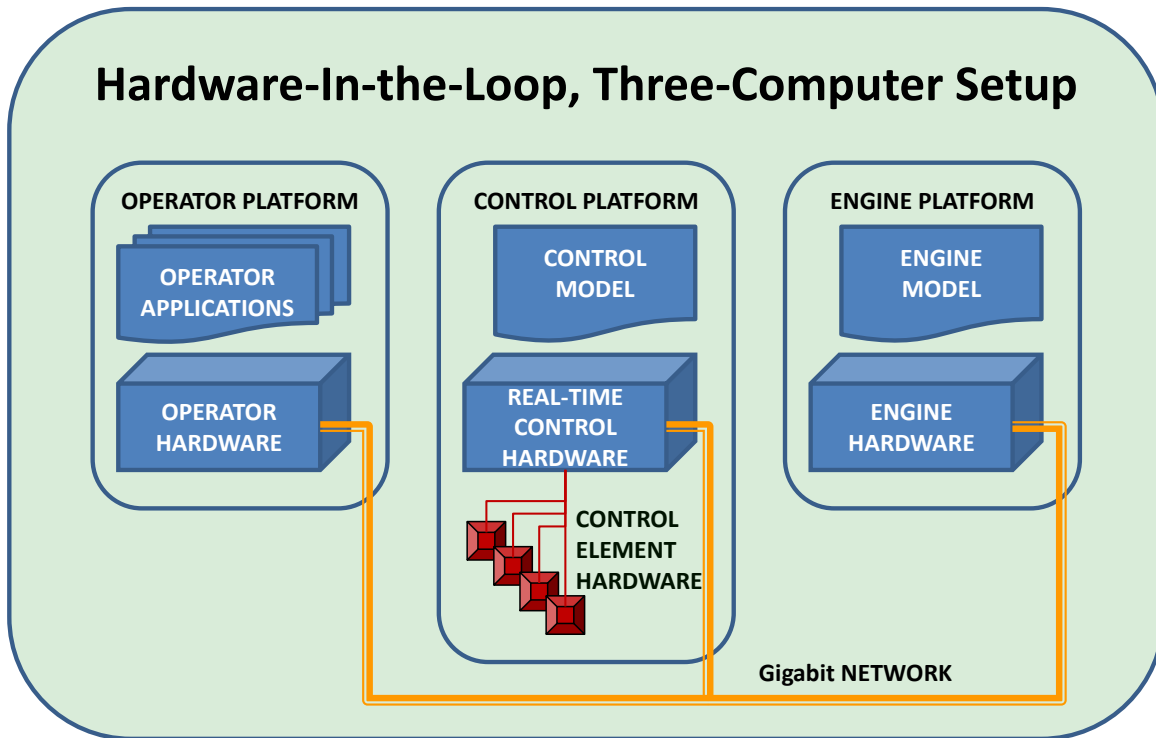 Hardware-In-the-Loop, Three-Computer Setup
OPERATOR PLATFORM
OPERATOR
APPLICATIONS
OPERATOR
HARDWARE
CONTROL PLATFORM
CONTROL
MODEL
REAL-TIME
CONTROL
HARDWARE
CONTROL
ELEMENT
HARDWARE
ENGINE PLATFORM
ENGINE
MODEL
ENGINE
HARDWARE
Gigabit NETWORK